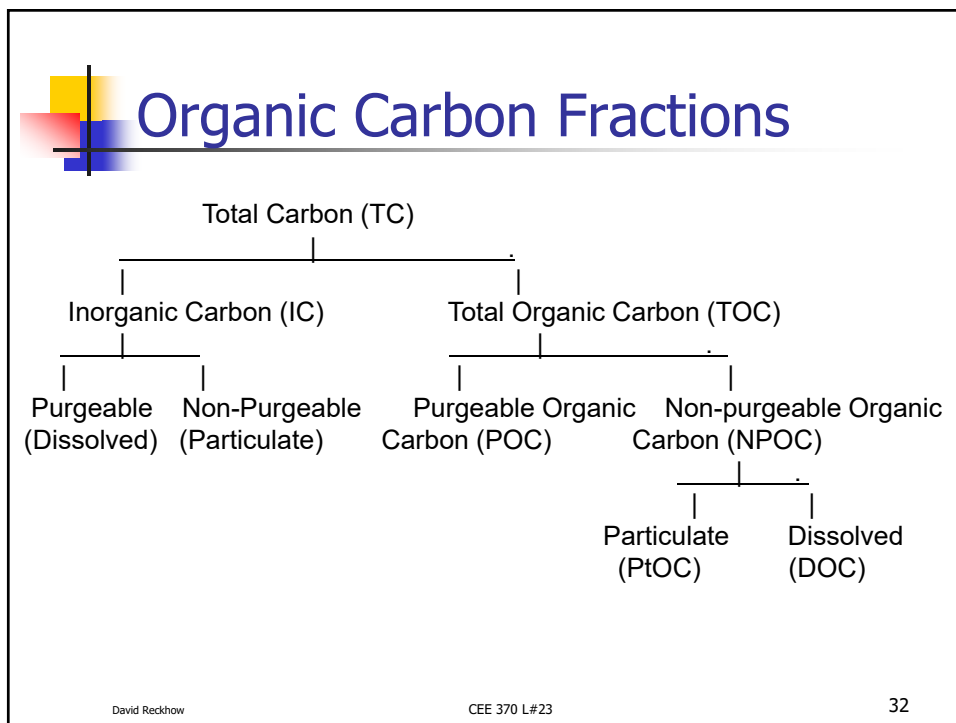 Organic Carbon Fractions
Total Carbon (TC)
Inorganic Carbon (IC) Total Organic Carbon (TOC)
Purgeable Non-Purgeable Purgeable Organic Non-purgeable Organic
(Dissolved) (Particulate) Carbon (POC) Carbon (NPOC)
Particulate Dissolved
(PtOC) (DOC)
David Reckhow CEE 370 L#23 32